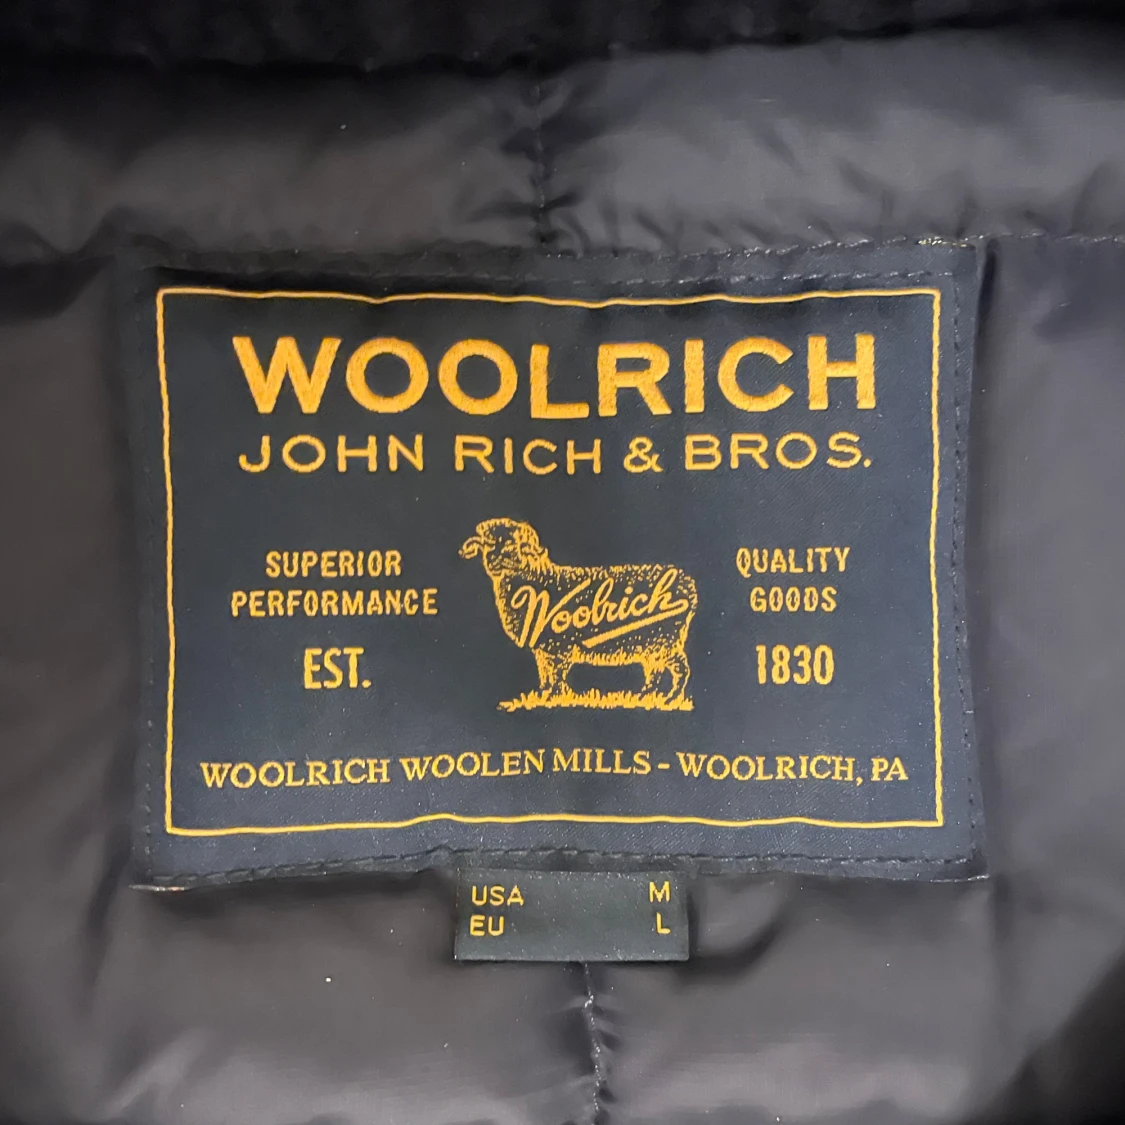 WOOLRICH
JOHN RICH & BROS.
SUPERIOR
PERFORMANCE
EST.
Woolrich
QUALITY
GOODS
1830
WOOLRICH WOOLEN MILLS - WOOLRICH, PA
USA M
EU L